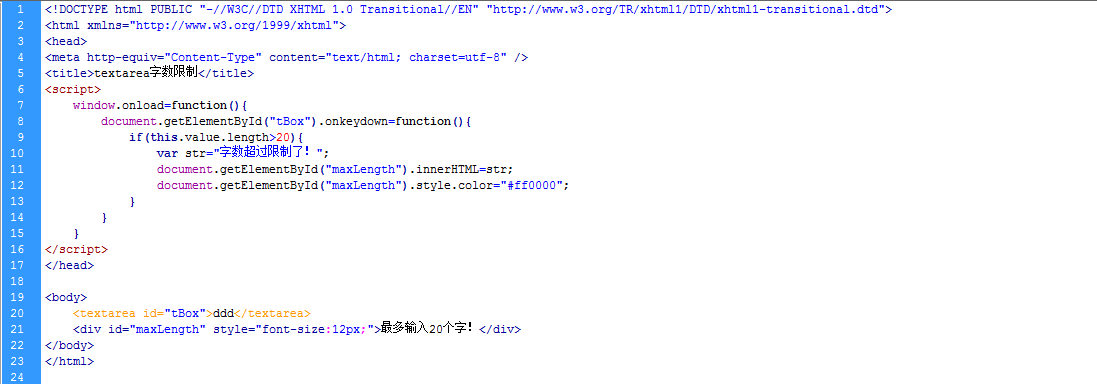 1 <!DOCTYPE html PUBLIC "-//W3C//DTD XHTML 1.0 Transitional//EN" "http://www.w3.org/TR/xhtml1/DTD/xhtml1-transitional.dtd">
2 <html xmlns="http://www.w3.org/1999/xhtml">
3 <head>
4 <meta http-equiv="Content-Type" content="text/html; charset=utf-8" />
5 <title>textarea字数限制</title>
6 <script>
7     window.onload=function(){
8         document.getElementById("tBox").onkeydown=function(){
9             if(this.value.length>20){
10                 var str="字数超过限制了！";
11                 document.getElementById("maxLength").innerHTML=str;
12                 document.getElementById("maxLength").style.color="#ff0000";
13             }
14         }
15     }
16 </script>
17 </head>
18
19 <body>
20     <textarea id="tBox">ddd</textarea>
21     <div id="maxLength" style="font-size:12px;">最多输入20个字！</div>
22 </body>
23 </html>
24